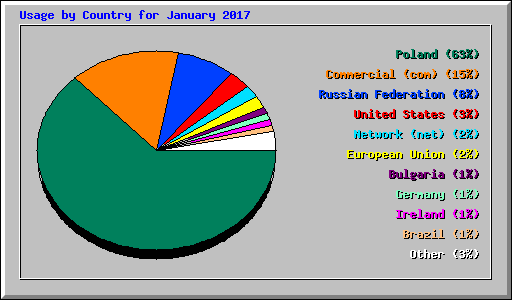 Usage by Country for January 2017
Poland (63%)
Commercial (com) (15%)
Russian Federation (8%)
United States (3%)
Network (net) (2%)
European Union (2%)
Bulgaria (1%)
Germany (1%)
Ireland (1%)
Brazil (1%)
Other (3%)